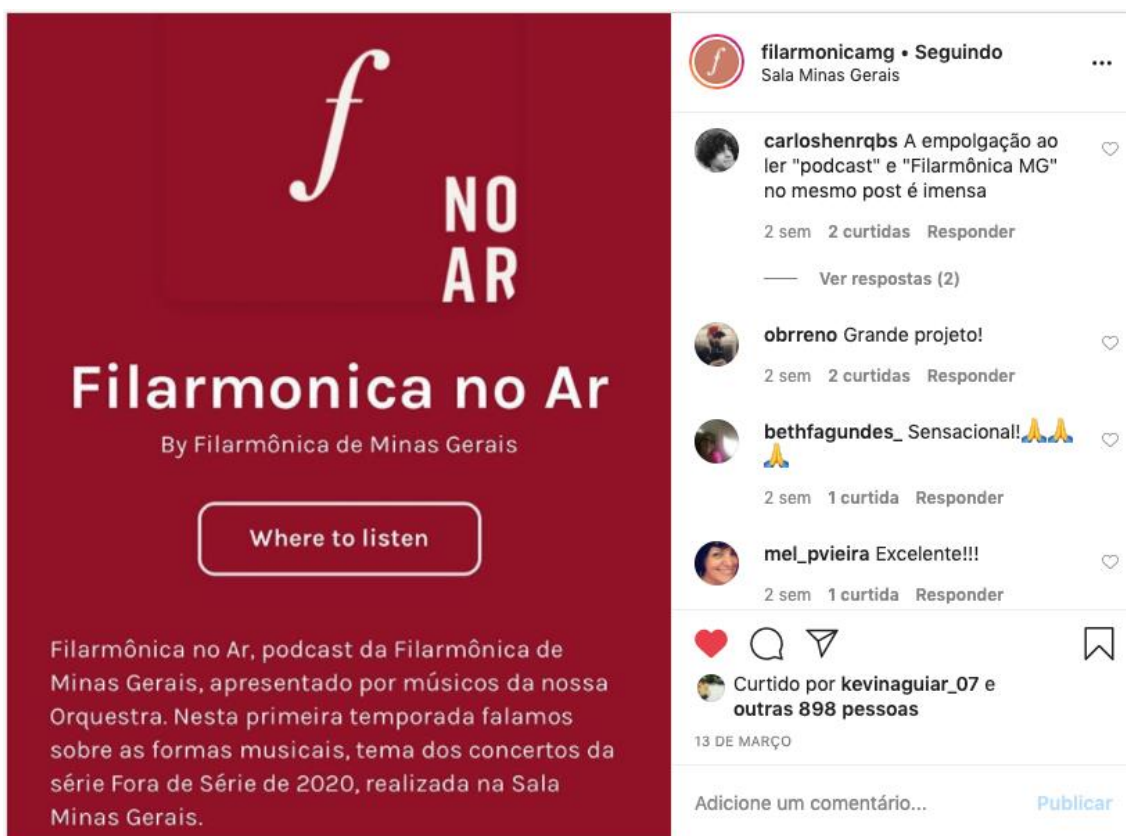 f
NO
AR
Filarmonica no Ar
By Filarmônica de Minas Gerais
Where to listen
Filarmônica no Ar, podcast da Filarmônica de
Minas Gerais, apresentado por músicos da nossa
Orquestra. Nesta primeira temporada falamos
sobre as formas musicais, tema dos concertos da
série Fora de Série de 2020, realizada na Sala
Minas Gerais.
f
filarmonicamg • Seguindo
Sala Minas Gerais
carloshenrqbs A empolgação ao
ler "podcast" e "Filarmônica MG"
no mesmo post é imensa
2 sem 2 curtidas Responder
Ver respostas (2)
obrreno Grande projeto!
2 sem 2 curtidas Responder
bethfagundes_ Sensacional!🙏🙏
🙏
2 sem 1 curtida Responder
mel_pvieira Excelente!!!
2 sem 1 curtida Responder
Curtido por kevinaguiar_07 e
outras 898 pessoas
13 DE MARÇO
Adicione um comentário... Publicar